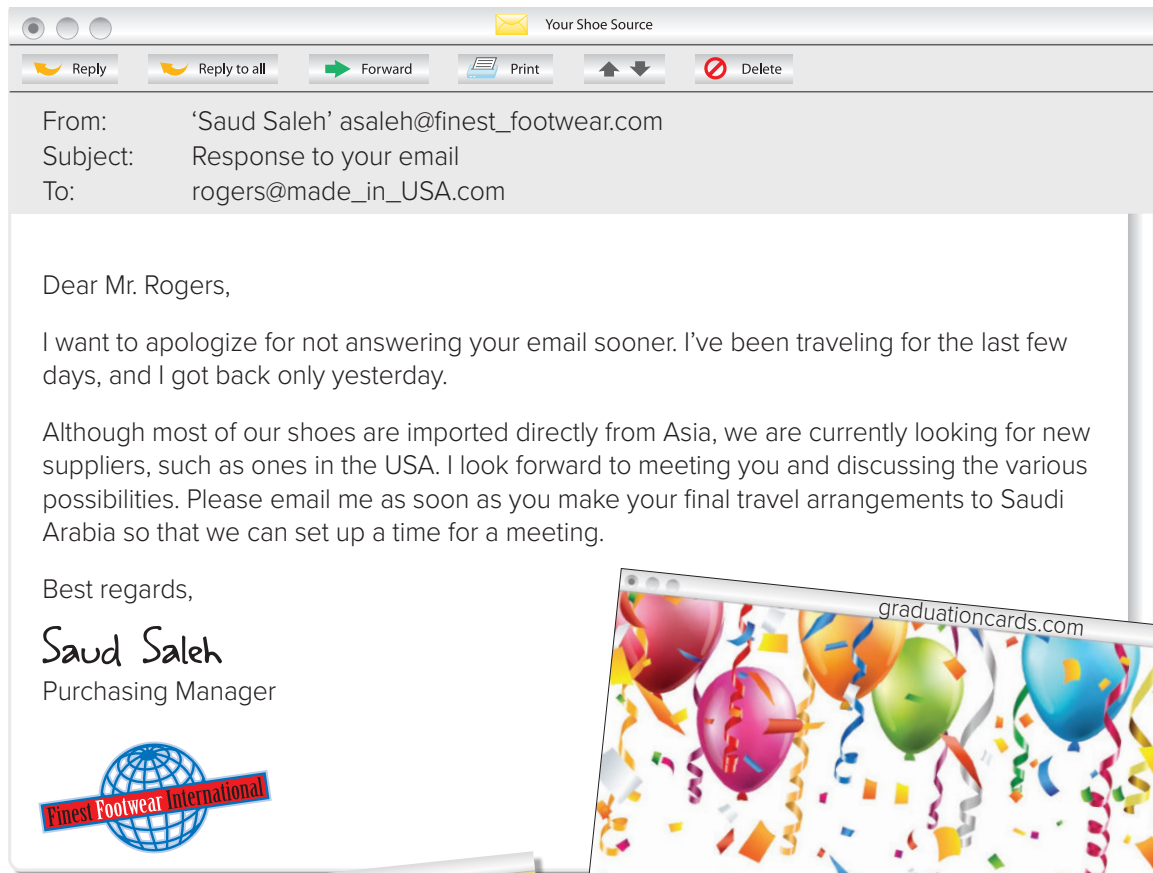 Your Shoe Source
Reply
Reply to all
Forward
Print
Delete
From: ‘Saud Saleh’ asaleh@finest_footwear.com
Subject: Response to your email
To: rogers@made_in_USA.com
Dear Mr. Rogers,
I want to apologize for not answering your email sooner. I’ve been traveling for the last few
days, and I got back only yesterday.
Although most of our shoes are imported directly from Asia, we are currently looking for new
suppliers, such as ones in the USA. I look forward to meeting you and discussing the various
possibilities. Please email me as soon as you make your final travel arrangements to Saudi
Arabia so that we can set up a time for a meeting.
Best regards,
Saud Saleh
Purchasing Manager
Finest Footwear International
graduationcards.com